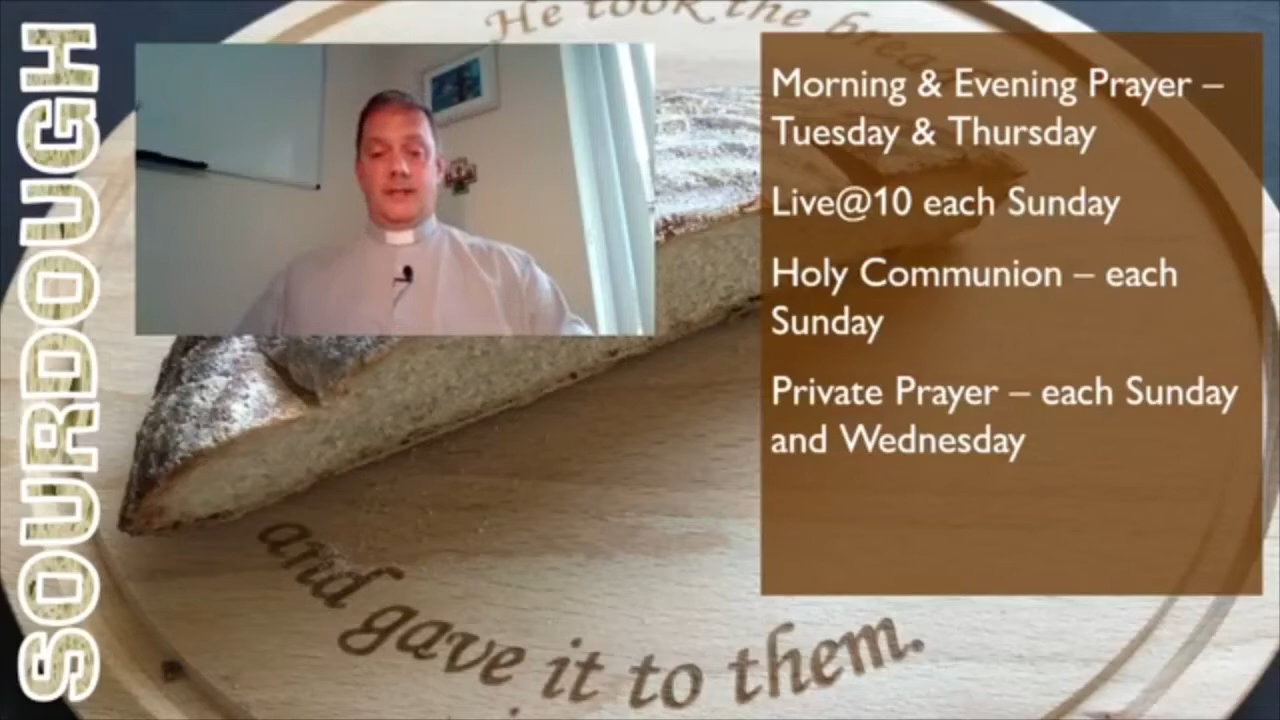 SOURDOUGH
He took the bread
Morning & Evening Prayer –
Tuesday & Thursday
Live@10 each Sunday
Holy Communion – each
Sunday
Private Prayer – each Sunday
and Wednesday
and gave it to them.